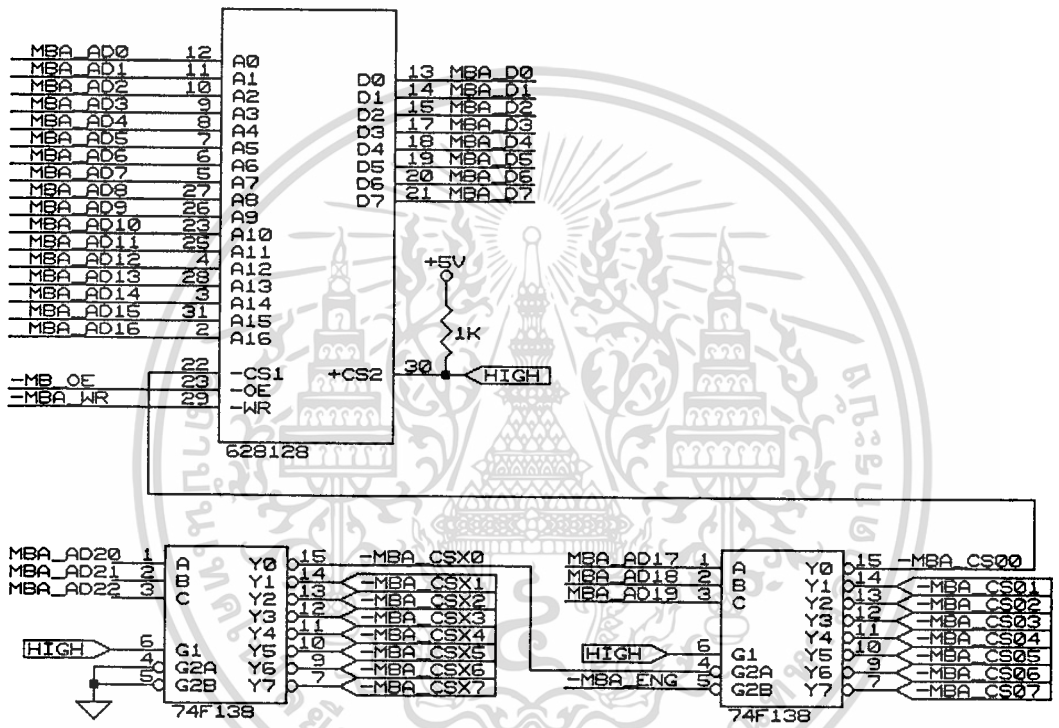 MBA_AD0 12 A0
MBA_AD1 11 A1
MBA_AD2 10 A2
MBA_AD3 9 A3
MBA_AD4 8 A4
MBA_AD5 7 A5
MBA_AD6 6 A6
MBA_AD7 5 A7
MBA_AD8 27 A8
MBA_AD9 26 A9
MBA_AD10 23 A10
MBA_AD11 25 A11
MBA_AD12 4 A12
MBA_AD13 28 A13
MBA_AD14 3 A14
MBA_AD15 31 A15
MBA_AD16 2 A16
D0 13 MBA_D0
D1 14 MBA_D1
D2 15 MBA_D2
D3 17 MBA_D3
D4 18 MBA_D4
D5 19 MBA_D5
D6 20 MBA_D6
D7 21 MBA_D7
+5V
1K
22 -CS1 +CS2 30 HIGH
-MB_OE 23 -OE
-MBA_WR 29 -WR
628128
MBA_AD20 1 A
MBA_AD21 2 B
MBA_AD22 3 C
HIGH 6 G1
4 G2A
5 G2B
Y0 15 -MBA_CSX0
Y1 14 -MBA_CSX1
Y2 13 -MBA_CSX2
Y3 12 -MBA_CSX3
Y4 11 -MBA_CSX4
Y5 10 -MBA_CSX5
Y6 9 -MBA_CSX6
Y7 7 -MBA_CSX7
74F138
MBA_AD17 1 A
MBA_AD18 2 B
MBA_AD19 3 C
HIGH 6 G1
4 G2A
-MBA_ENG 5 G2B
Y0 15 -MBA_CS00
Y1 14 -MBA_CS01
Y2 13 -MBA_CS02
Y3 12 -MBA_CS03
Y4 11 -MBA_CS04
Y5 10 -MBA_CS05
Y6 9 -MBA_CS06
Y7 7 -MBA_CS07
74F138